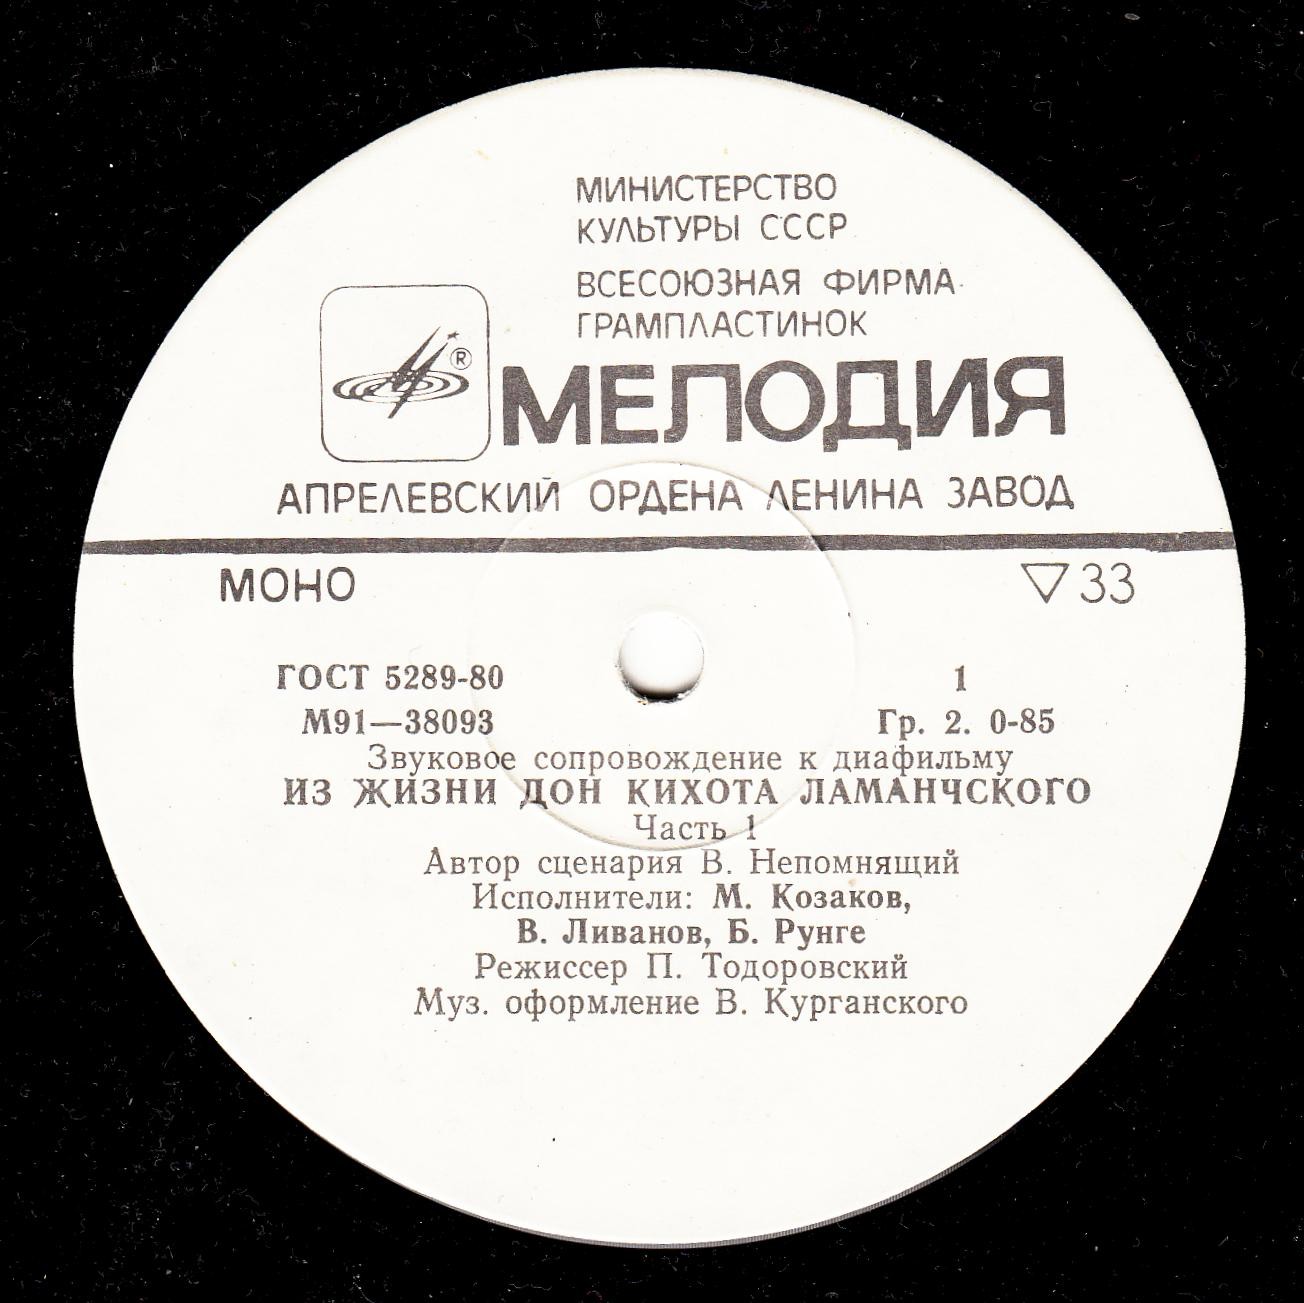 МИНИСТЕРСТВО
КУЛЬТУРЫ СССР
ВСЕСОЮЗНАЯ ФИРМА
ГРАМПЛАСТИНОК
®
МЕЛОДИЯ
АПРЕЛЕВСКИЙ ОРДЕНА ЛЕНИНА ЗАВОД
МОНО ▽33
ГОСТ 5289-80 1
М91—38093 Гр. 2. 0-85
Звуковое сопровождение к диафильму
ИЗ ЖИЗНИ ДОН КИХОТА ЛАМАНЧСКОГО
Часть 1
Автор сценария В. Непомнящий
Исполнители: М. Козаков,
В. Ливанов, Б. Рунге
Режиссер П. Тодоровский
Муз. оформление В. Курганского